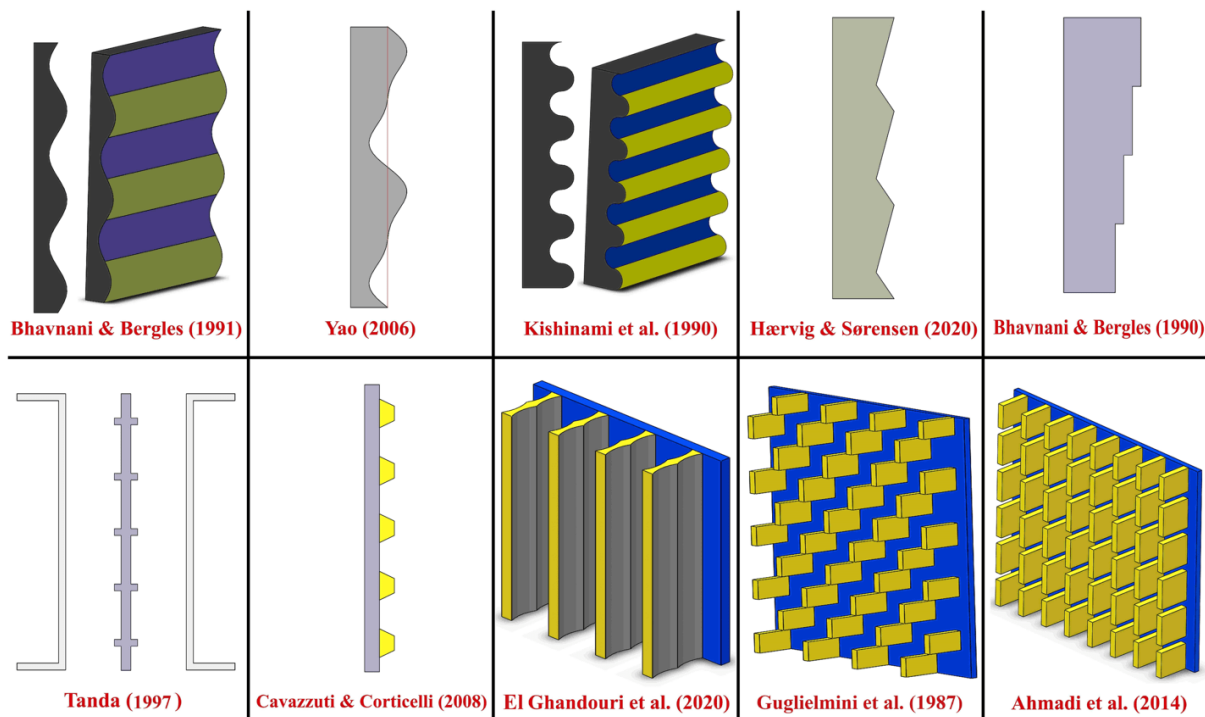 Bhavnani & Bergles (1991)
Yao (2006)
Kishinami et al. (1990)
Hærvig & Sørensen (2020)
Bhavnani & Bergles (1990)
Tanda (1997)
Cavazzuti & Corticelli (2008)
El Ghandouri et al. (2020)
Guglielmini et al. (1987)
Ahmadi et al. (2014)